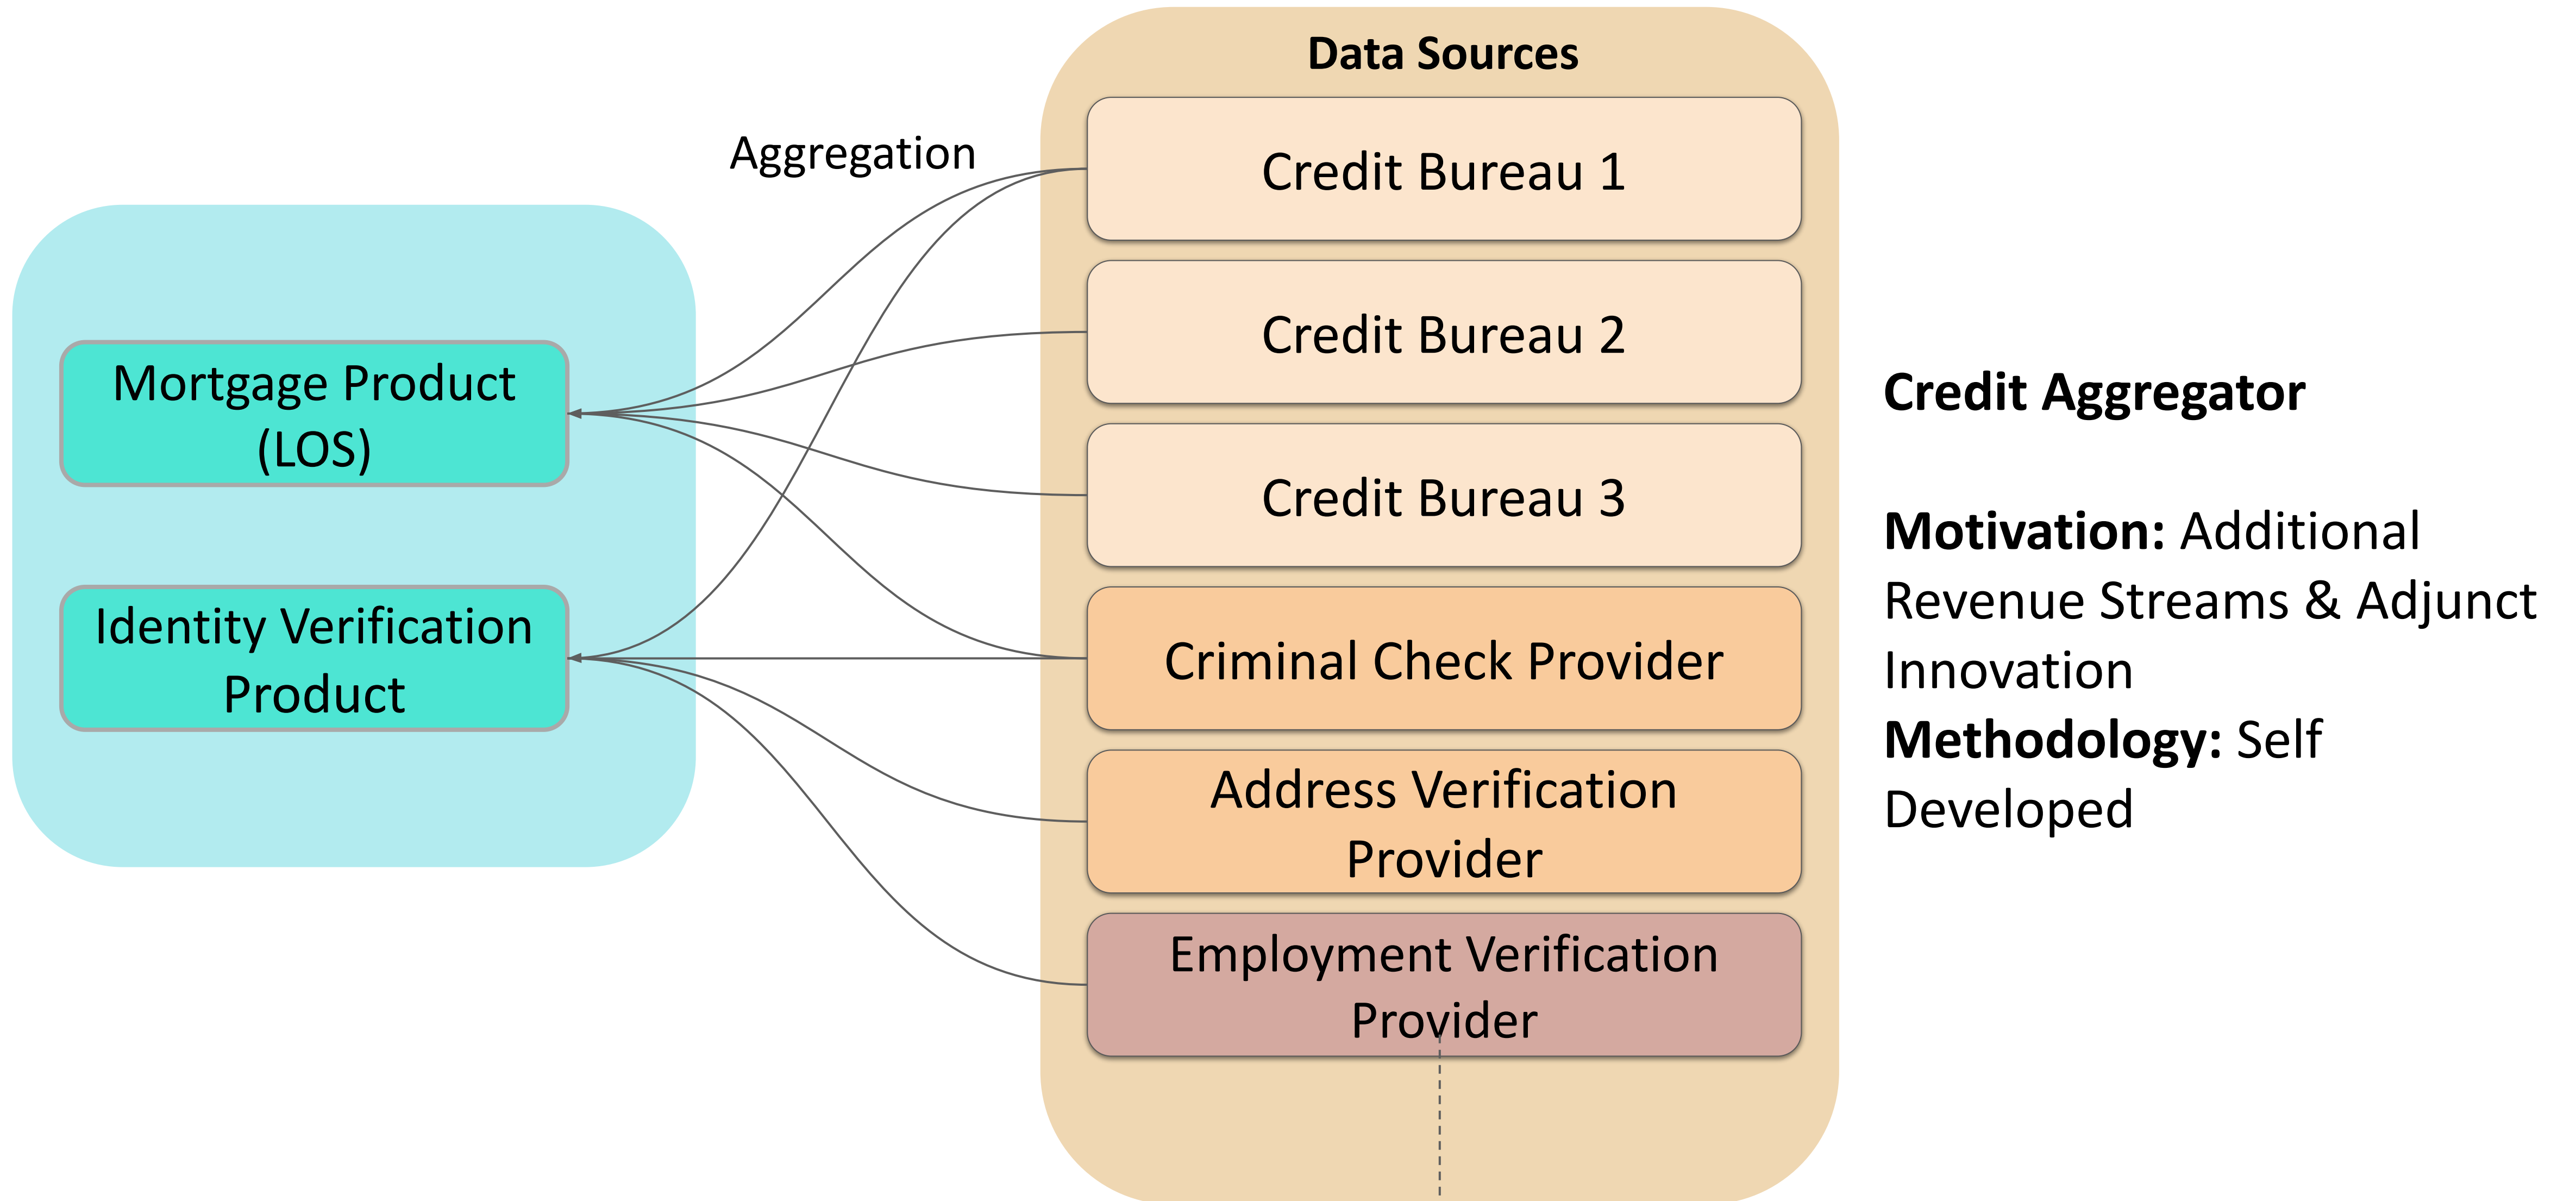 Data Sources
Aggregation
Credit Bureau 1
Credit Bureau 2
Credit Bureau 3
Criminal Check Provider
Address Verification
Provider
Employment Verification
Provider
Mortgage Product
(LOS)
Identity Verification
Product
Credit Aggregator
Motivation: Additional
Revenue Streams & Adjunct
Innovation
Methodology: Self
Developed